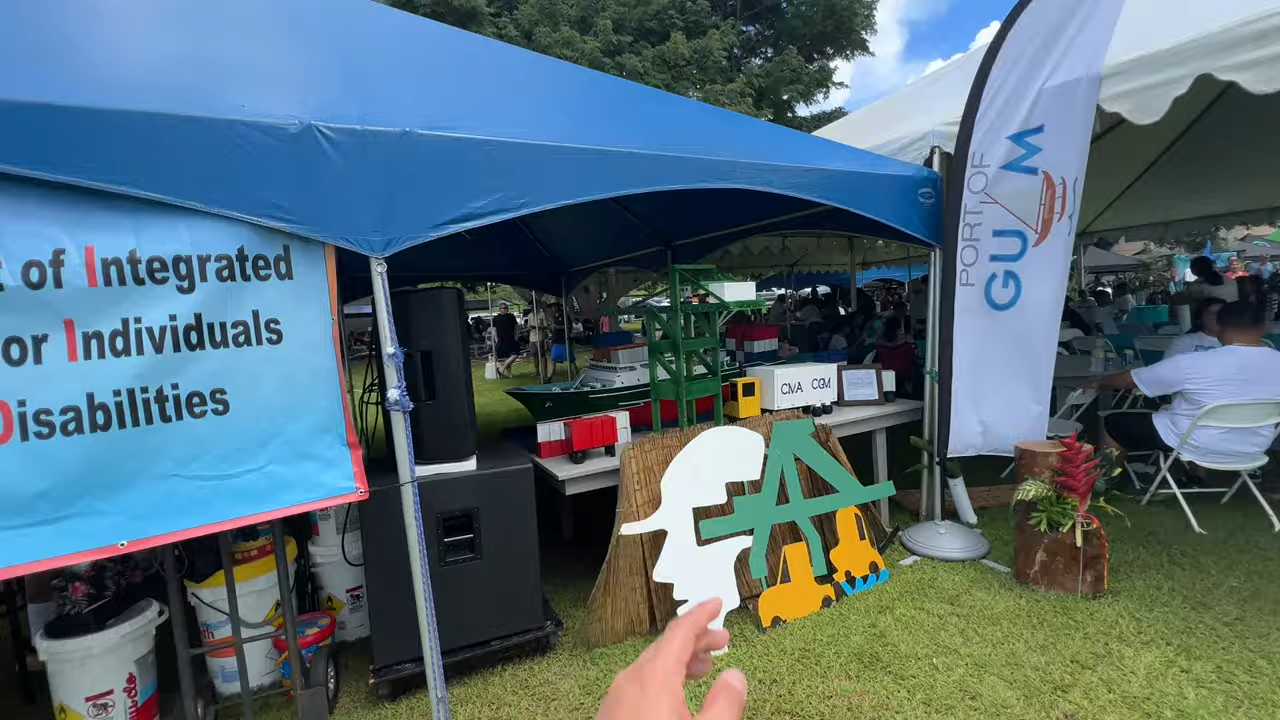 t of Integrated
or Individuals
Disabilities
CMA CGM
PORT OF
GUAM